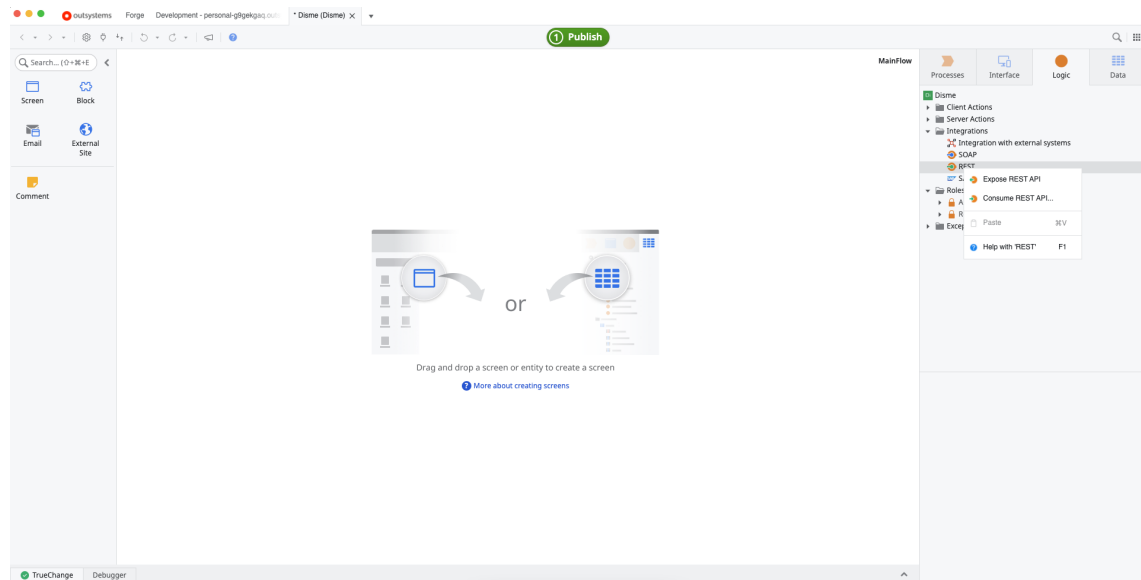 outsystems Forge Development - personal-g9gekgaq.out * Disme (Disme)
1 Publish
Search... (⇧+⌘+E)
Screen
Block
Email
External
Site
Comment
MainFlow
or
Drag and drop a screen or entity to create a screen
? More about creating screens
Processes
Interface
Logic
Data
Disme
Client Actions
Server Actions
Integrations
Integration with external systems
SOAP
REST
Roles
Expose REST API
Consume REST API...
Paste ⌘V
Help with 'REST' F1
TrueChange
Debugger